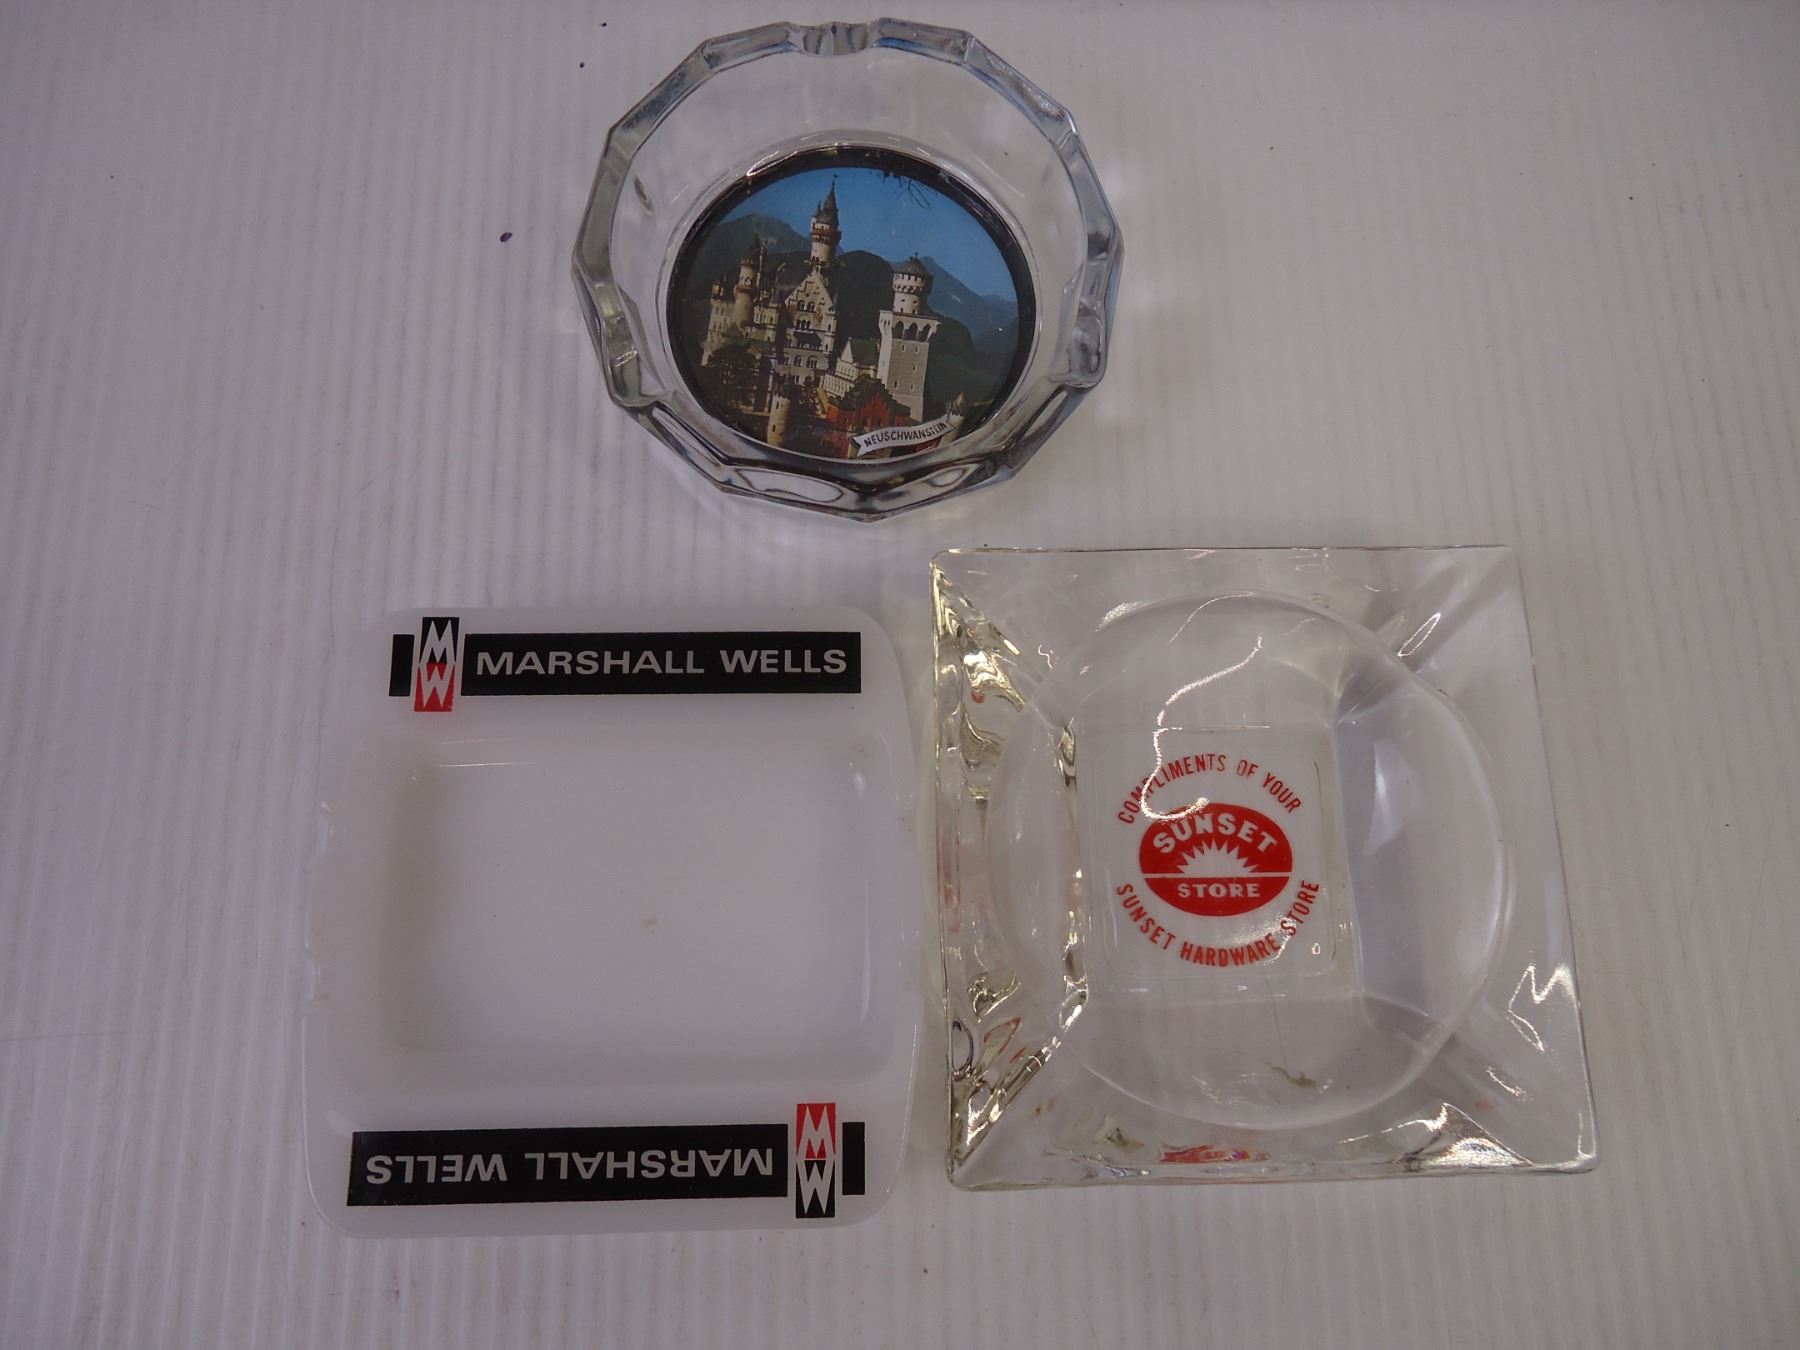 NEUSCHWANSTEIN
MW MARSHALL WELLS
COMPLIMENTS OF YOUR
SUNSET
STORE
SUNSET HARDWARE STORE
MW MARSHALL WELLS